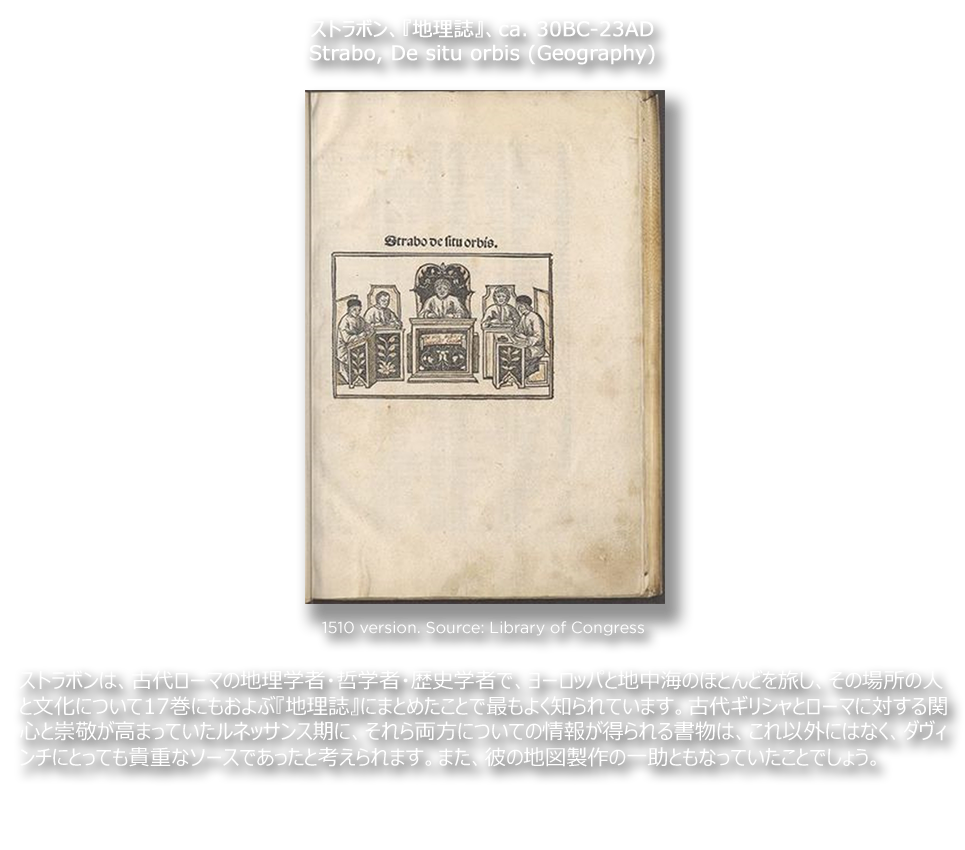 ストラボン、『地理誌』、ca. 30BC-23AD
Strabo, De situ orbis (Geography)
Strabo de situ orbis.
1510 version. Source: Library of Congress
ストラボンは、古代ローマの地理学者・哲学者・歴史学者で、ヨーロッパと地中海のほとんどを旅し、その場所の人
と文化について17巻にもおよぶ『地理誌』にまとめたことで最もよく知られています。古代ギリシャとローマに対する関
心と崇敬が高まっていたルネッサンス期に、それら両方についての情報が得られる書物は、これ以外にはなく、ダヴィ
ンチにとっても貴重なソースであったと考えられます。また、彼の地図製作の一助ともなっていたことでしょう。